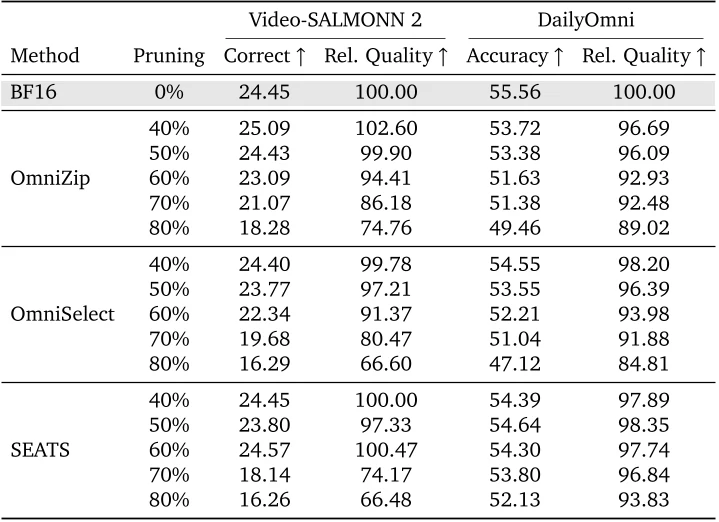 Video-SALMONN 2 DailyOmni
Method Pruning Correct ↑ Rel. Quality ↑ Accuracy ↑ Rel. Quality ↑
BF16 0% 24.45 100.00 55.56 100.00
40% 25.09 102.60 53.72 96.69
50% 24.43 99.90 53.38 96.09
OmniZip 60% 23.09 94.41 51.63 92.93
70% 21.07 86.18 51.38 92.48
80% 18.28 74.76 49.46 89.02
40% 24.40 99.78 54.55 98.20
50% 23.77 97.21 53.55 96.39
OmniSelect 60% 22.34 91.37 52.21 93.98
70% 19.68 80.47 51.04 91.88
80% 16.29 66.60 47.12 84.81
40% 24.45 100.00 54.39 97.89
50% 23.80 97.33 54.64 98.35
SEATS 60% 24.57 100.47 54.30 97.74
70% 18.14 74.17 53.80 96.84
80% 16.26 66.48 52.13 93.83